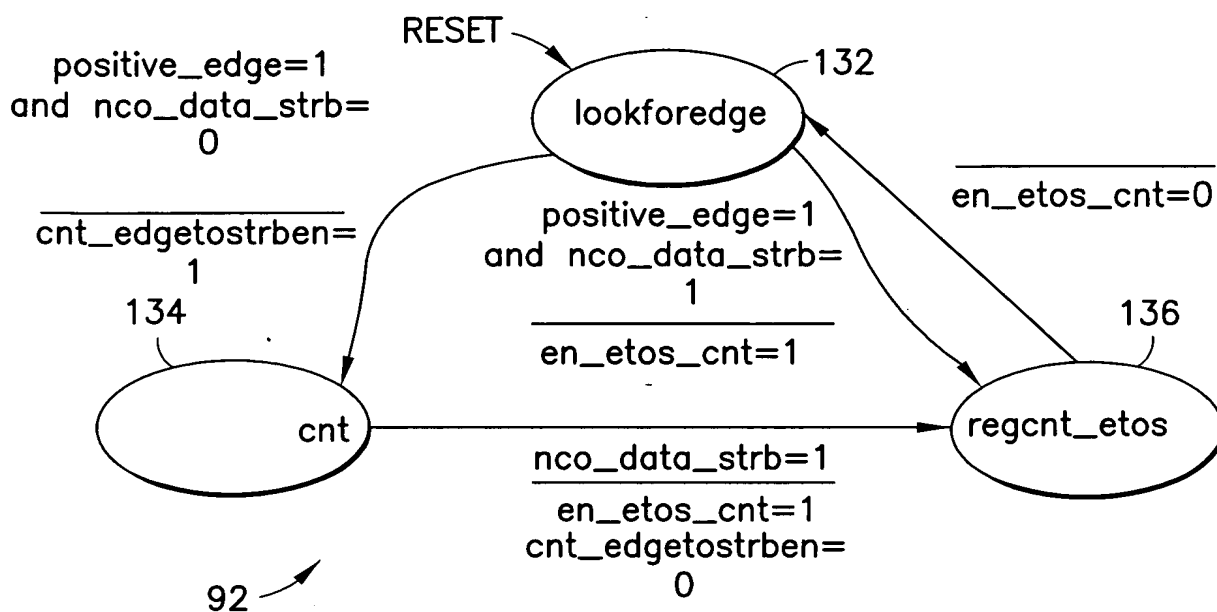 RESET
132
lookforedge
positive_edge=1
and nco_data_strb=
0
cnt_edgetostrben=
1
positive_edge=1
and nco_data_strb=
1
en_etos_cnt=1
en_etos_cnt=0
134
cnt
136
regcnt_etos
nco_data_strb=1
en_etos_cnt=1
cnt_edgetostrben=
0
92